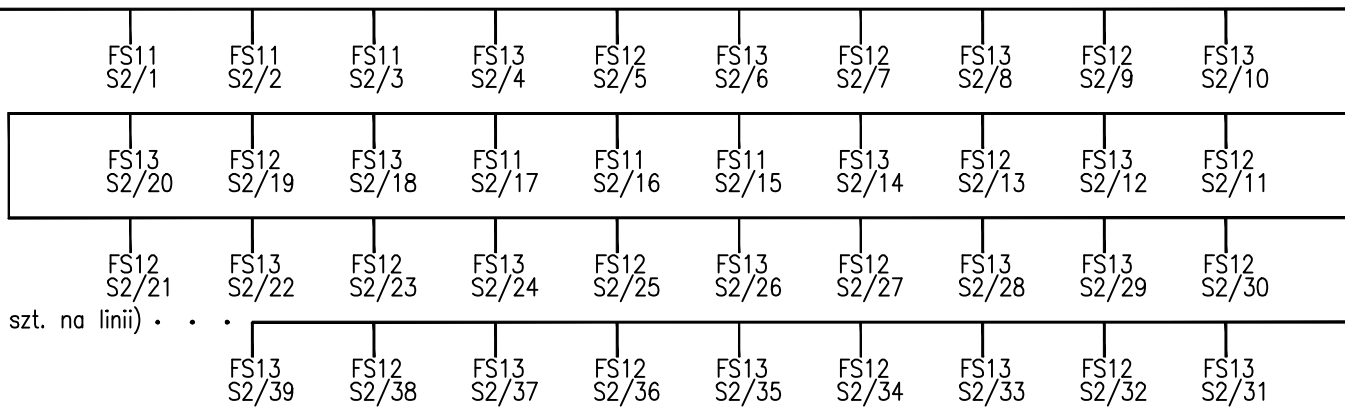 FS11 FS11 FS11 FS13 FS12 FS13 FS12 FS13 FS12 FS13
S2/1 S2/2 S2/3 S2/4 S2/5 S2/6 S2/7 S2/8 S2/9 S2/10
FS13 FS12 FS13 FS11 FS11 FS11 FS13 FS12 FS13 FS12
S2/20 S2/19 S2/18 S2/17 S2/16 S2/15 S2/14 S2/13 S2/12 S2/11
FS12 FS13 FS12 FS13 FS12 FS13 FS12 FS13 FS13 FS12
S2/21 S2/22 S2/23 S2/24 S2/25 S2/26 S2/27 S2/28 S2/29 S2/30
szt. na linii) . . .
FS13 FS12 FS13 FS12 FS13 FS12 FS13 FS12 FS13
S2/39 S2/38 S2/37 S2/36 S2/35 S2/34 S2/33 S2/32 S2/31